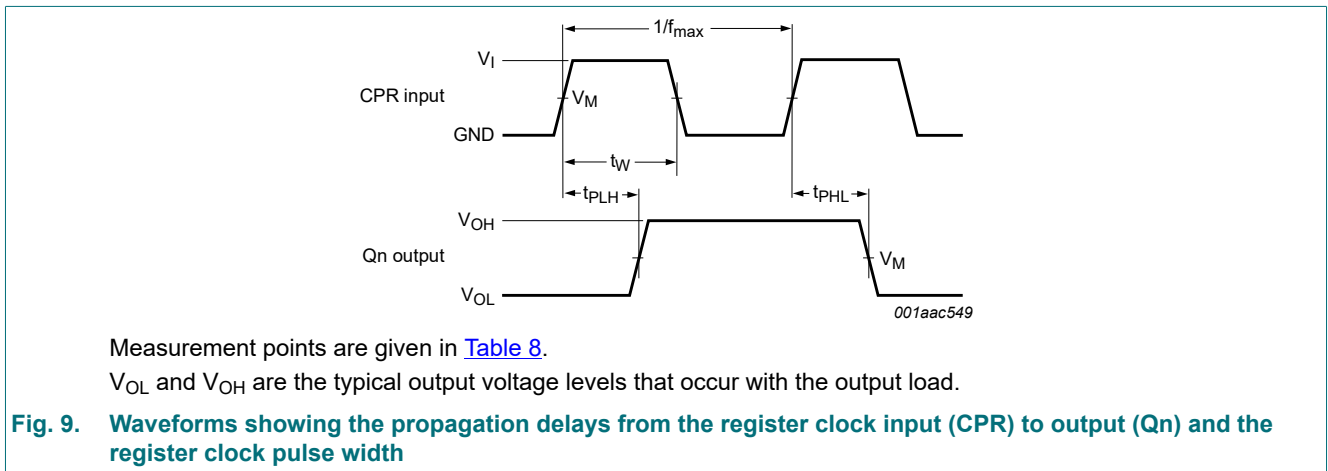 1/fmax
VI
CPR input
VM
GND
tW
tPLH
tPHL
VOH
Qn output
VM
VOL
001aac549
Measurement points are given in Table 8.
VOL and VOH are the typical output voltage levels that occur with the output load.
Fig. 9. Waveforms showing the propagation delays from the register clock input (CPR) to output (Qn) and the
register clock pulse width